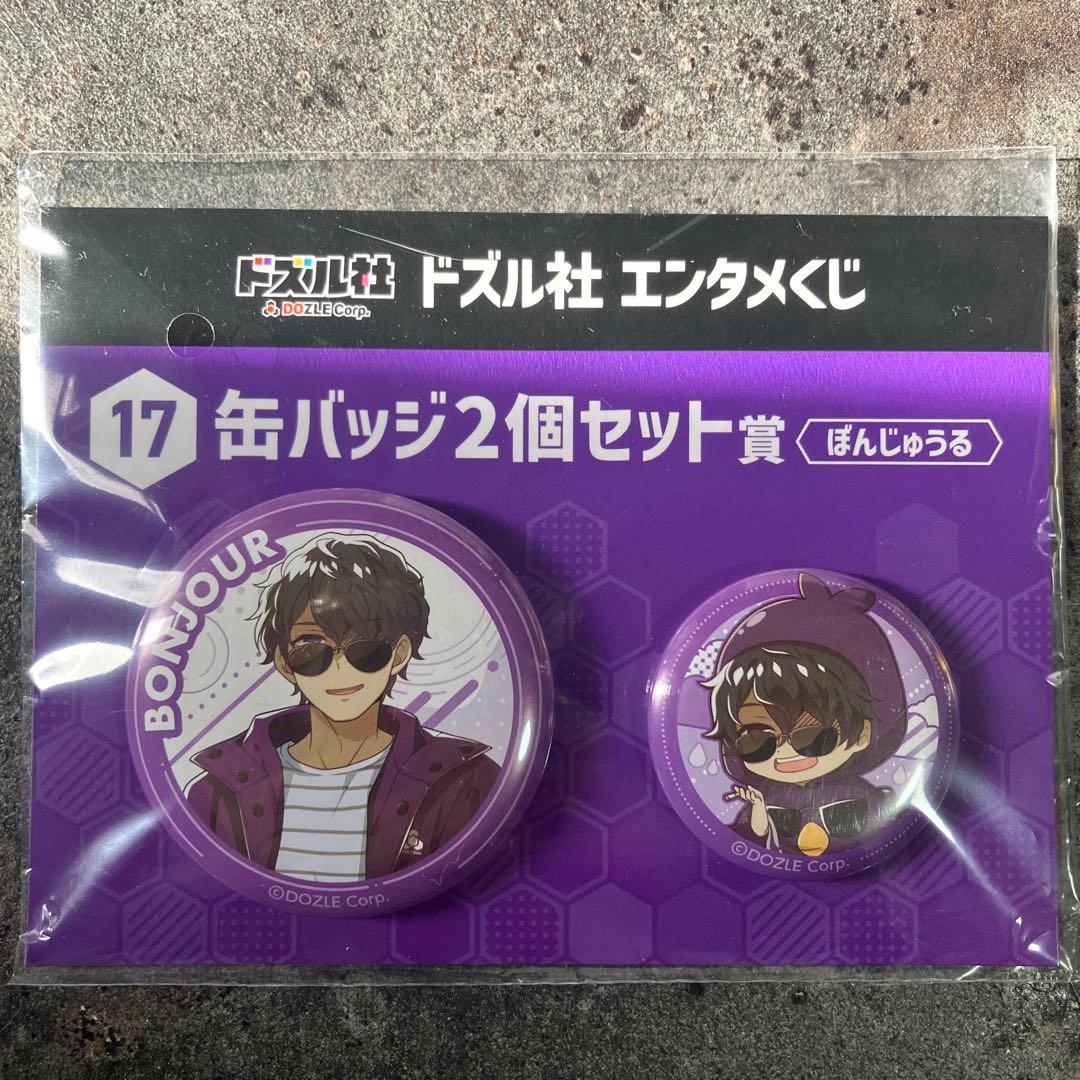 ドズル社 ドズル社 エンタメくじ
DOZLE Corp.
17 缶バッジ2個セット賞 ぼんじゅうる
BONJOUR
©DOZLE Corp.
©DOZLE Corp.